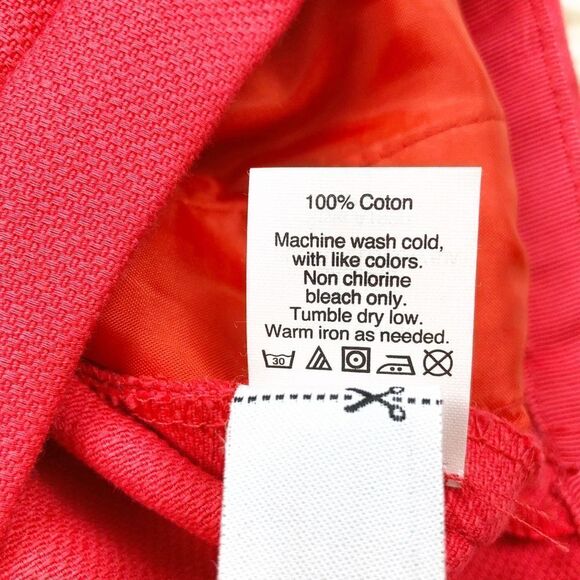 100% Coton
Machine wash cold,
with like colors.
Non chlorine
bleach only.
Tumble dry low.
Warm iron as needed.
30